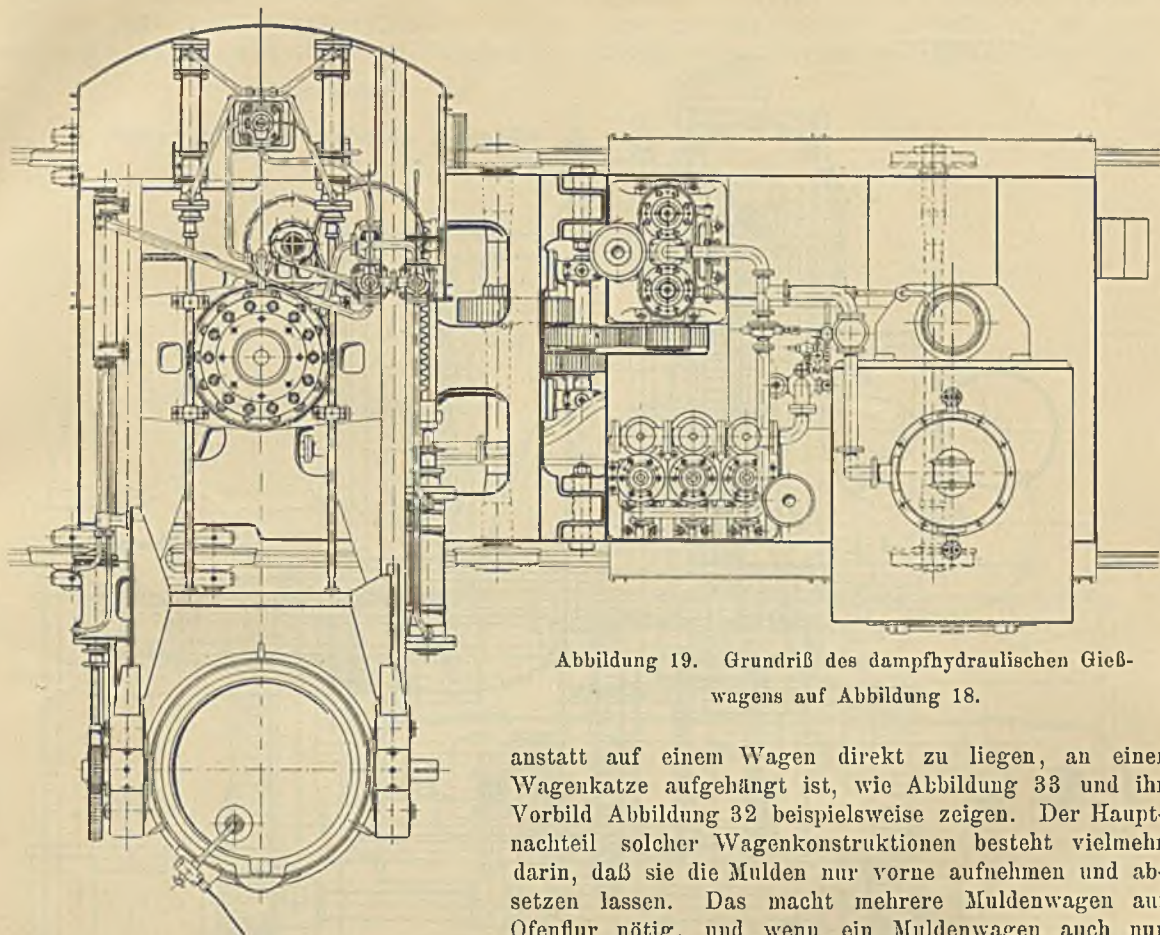 Abbildung 19. Grundriß des dampfhydraulischen Gieß-
wagens auf Abbildung 18.
anstatt auf einem Wagen direkt zu liegen, an einer
Wagenkatze aufgehängt ist, wie Abbildung 33 und ihr
Vorbild Abbildung 32 beispielsweise zeigen. Der Haupt-
nachteil solcher Wagenkonstruktionen besteht vielmehr
darin, daß sie die Mulden nur vorne aufnehmen und ab-
setzen lassen. Das macht mehrere Muldenwagen auf
Ofenflur nötig, und wenn ein Muldenwagen auch nur